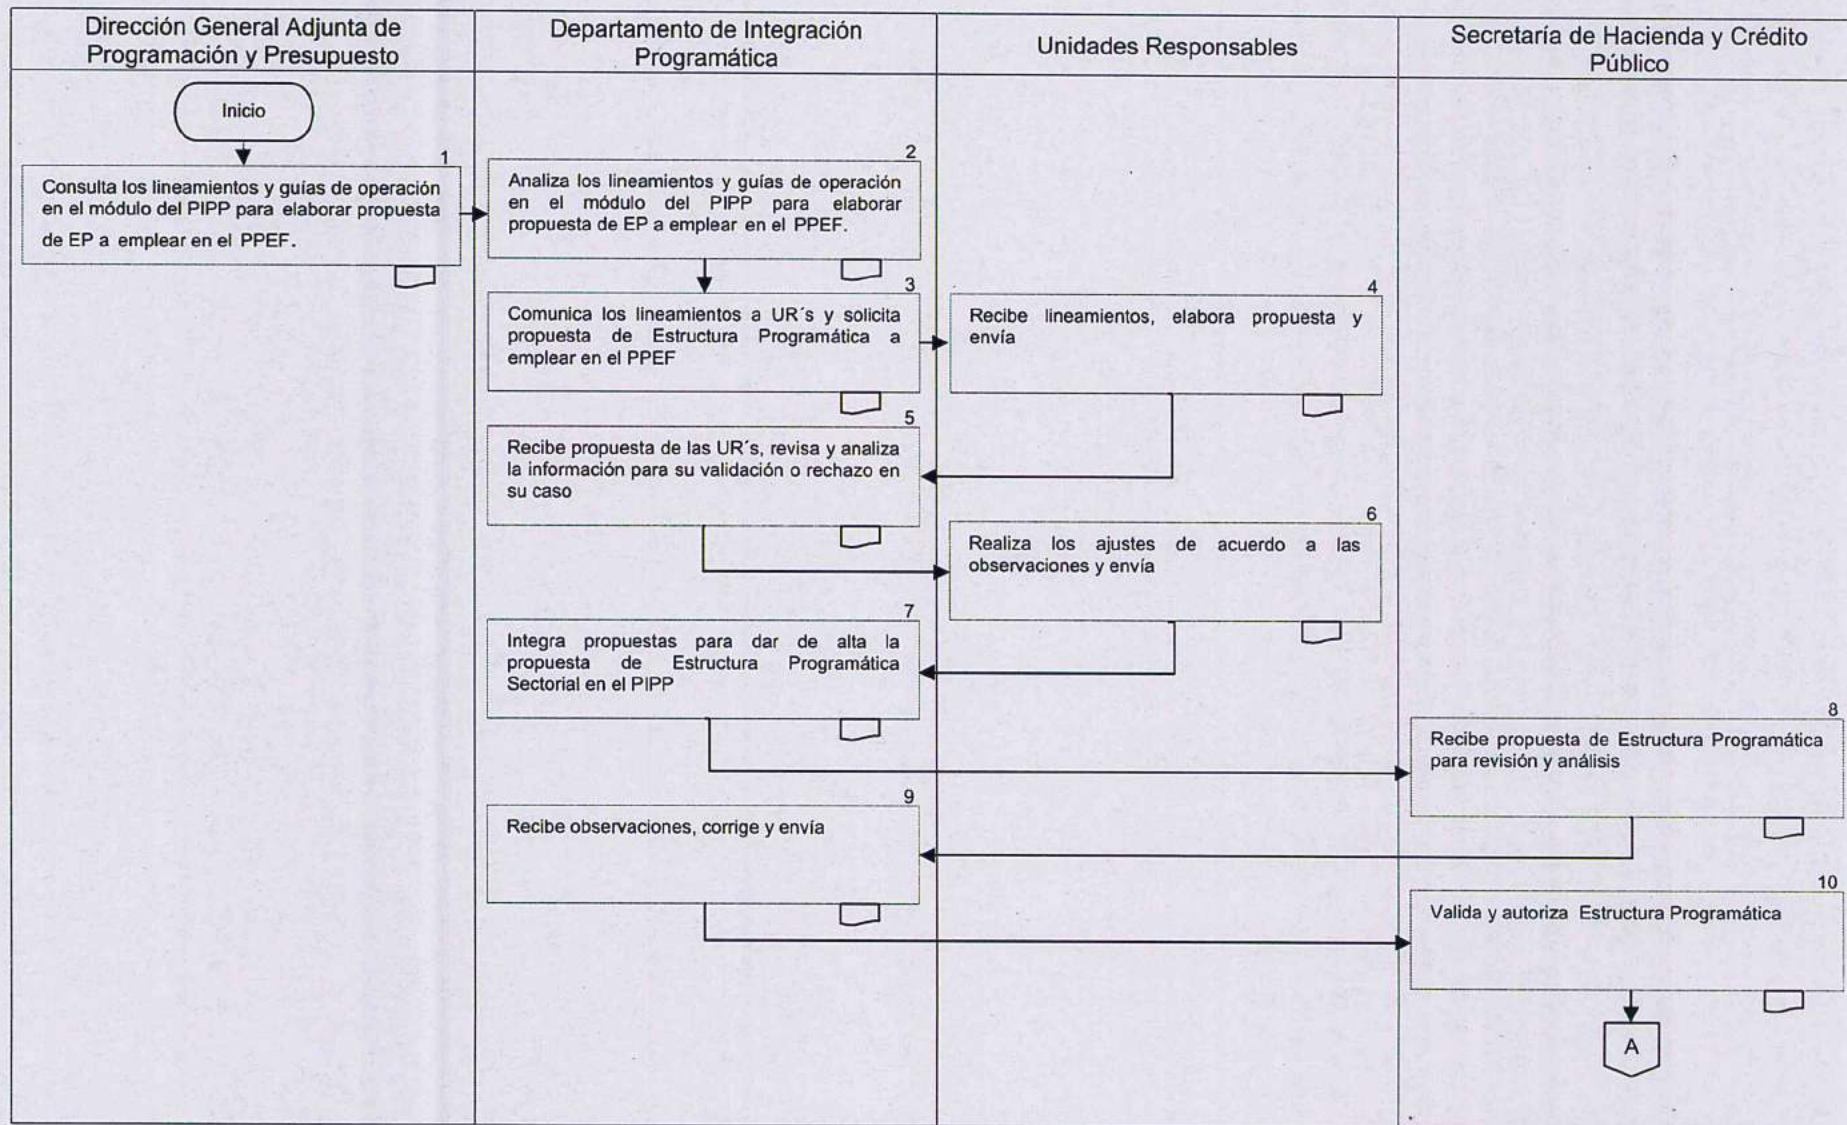 Dirección General Adjunta de
Programación y Presupuesto
Departamento de Integración
Programática
Unidades Responsables
Secretaría de Hacienda y Crédito
Público
Inicio
1
Consulta los lineamientos y guías de operación
en el módulo del PIPP para elaborar propuesta
de EP a emplear en el PPEF.
2
Analiza los lineamientos y guías de operación
en el módulo del PIPP para elaborar
propuesta de EP a emplear en el PPEF.
3
Comunica los lineamientos a UR´s y solicita
propuesta de Estructura Programática a
emplear en el PPEF
4
Recibe lineamientos, elabora propuesta y
envía
5
Recibe propuesta de las UR´s, revisa y analiza
la información para su validación o rechazo en
su caso
6
Realiza los ajustes de acuerdo a las
observaciones y envía
7
Integra propuestas para dar de alta la
propuesta de Estructura Programática
Sectorial en el PIPP
8
Recibe propuesta de Estructura Programática
para revisión y análisis
9
Recibe observaciones, corrige y envía
10
Valida y autoriza Estructura Programática
A